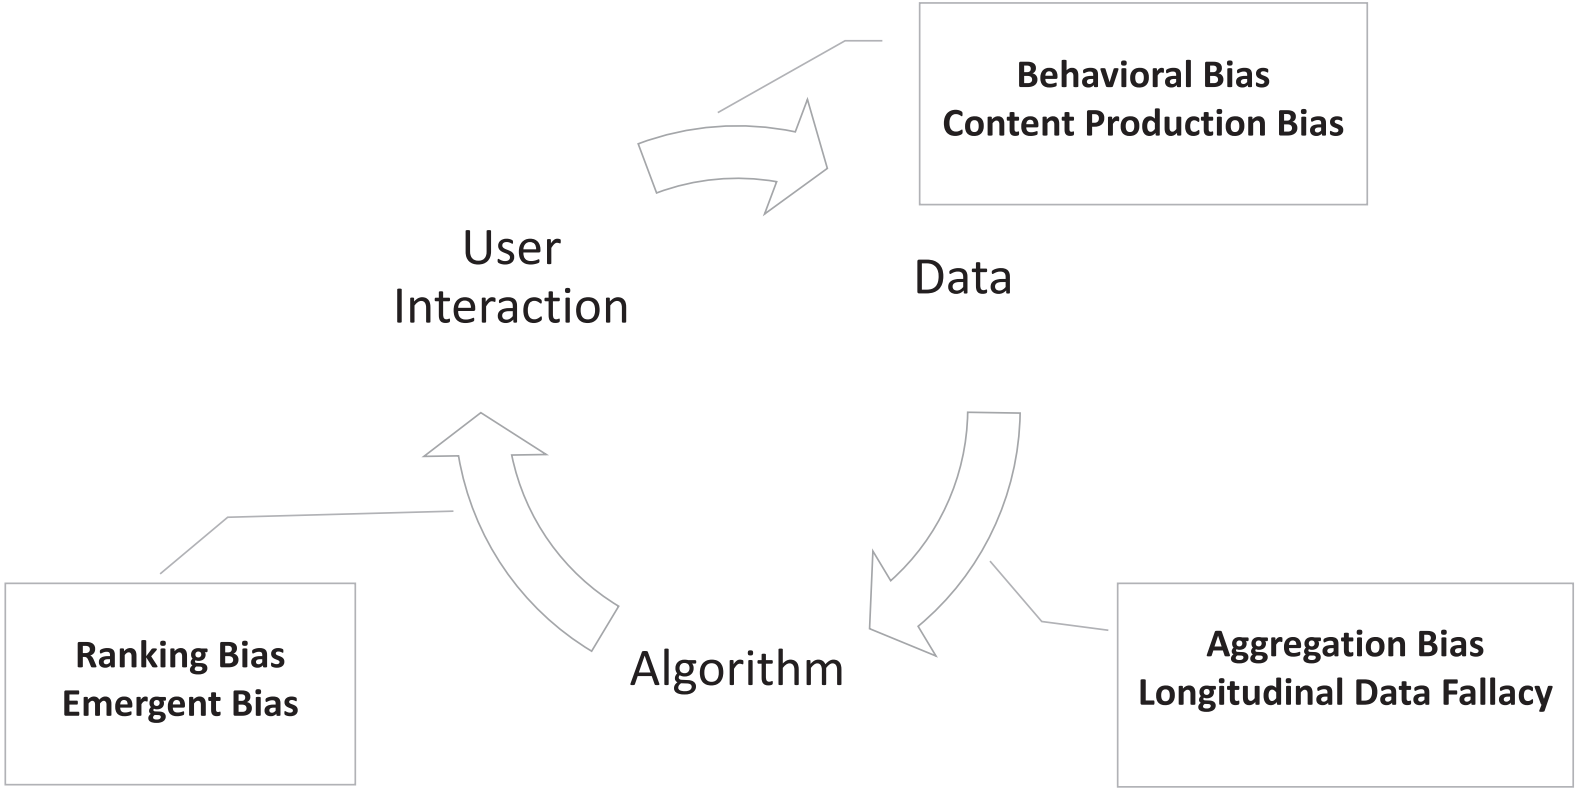 Behavioral Bias
Content Production Bias
User
Interaction
Data
Algorithm
Ranking Bias
Emergent Bias
Aggregation Bias
Longitudinal Data Fallacy